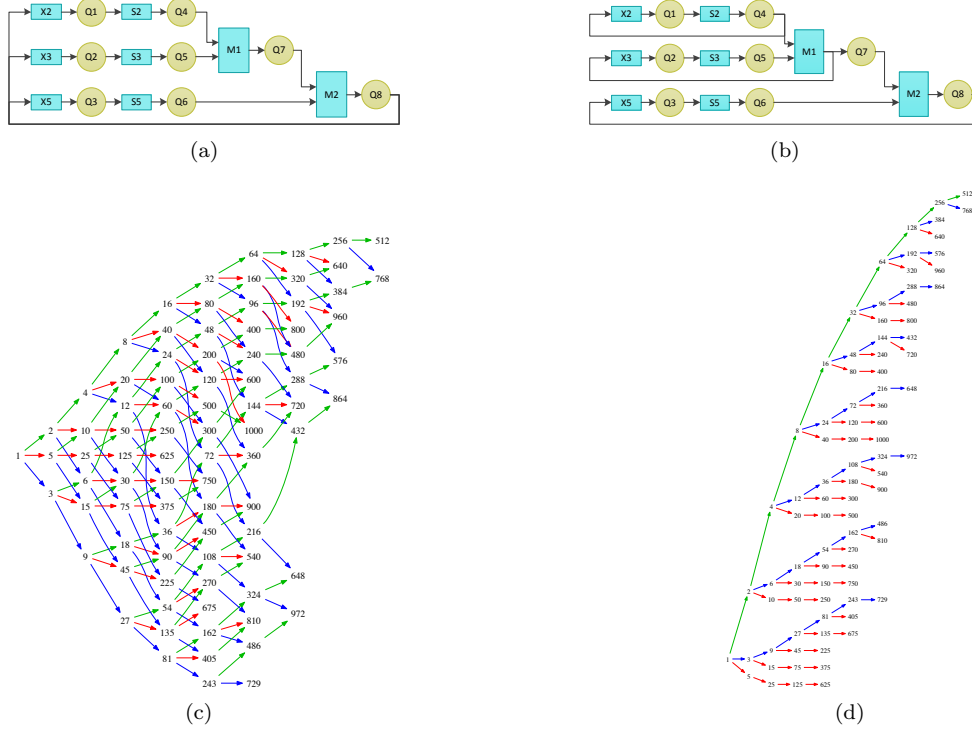 X2 Q1 S2 Q4
X3 Q2 S3 Q5 M1 Q7
X5 Q3 S5 Q6 M2 Q8
(a)
X2 Q1 S2 Q4
X3 Q2 S3 Q5 M1 Q7
X5 Q3 S5 Q6 M2 Q8
(b)
256 512
64 128 640 768
32 160 320 384
16 80 96 192 960
8 40 48 400 800
24 200 240 480 576
4 20 100 120 600 288 864
12 60 500 144 720
2 10 50 250 300 1000 432
1 5 25 125 625 72 360
6 30 150 750
3 15 75 375 180 900
36 450 216
9 18 90 108 540
45 225 270 324 648
54 675 810 972
27 135 162 486
81 405
243 729
(c)
512
256 768
128 384
640
64 192 576
320 960
288 864
32 96 480
160 800
144 432
16 48 240 720
80 400
216 648
72 360
8 24 120 600
40 200 1000
324 972
108 540
36 180 900
4 12 60 300
20 100 500
486
162 810
54 270
18 90 450
2 6 30 150 750
10 50 250
243 729
81 405
27 135 675
9 45 225
1 3 15 75 375
5 25 125 625
(d)